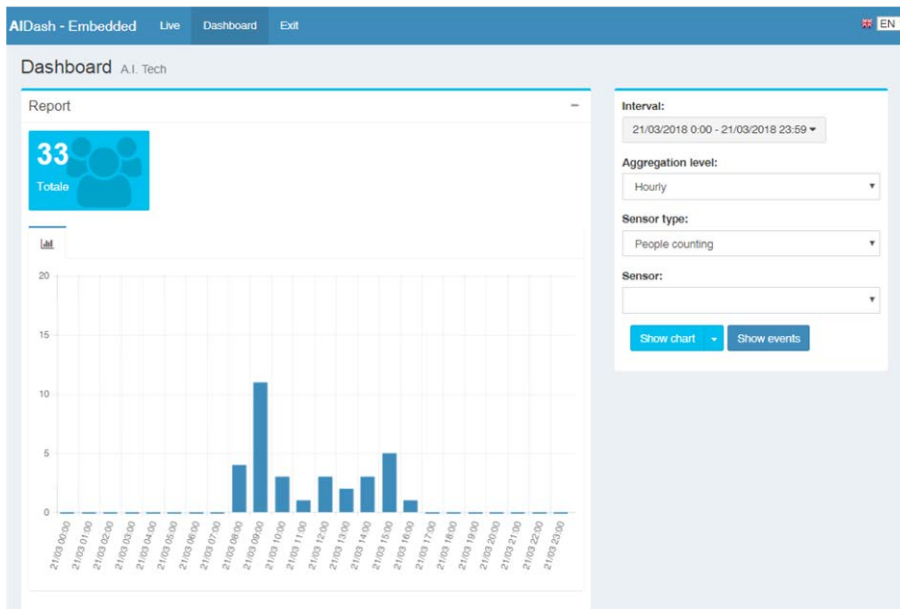 AIDash - Embedded Live Dashboard Exit EN
Dashboard A.I. Tech
Report
33
Totale
20
15
10
5
0
21/03 00:00
21/03 01:00
21/03 02:00
21/03 03:00
21/03 04:00
21/03 05:00
21/03 06:00
21/03 07:00
21/03 08:00
21/03 09:00
21/03 10:00
21/03 11:00
21/03 12:00
21/03 13:00
21/03 14:00
21/03 15:00
21/03 16:00
21/03 17:00
21/03 18:00
21/03 19:00
21/03 20:00
21/03 21:00
21/03 22:00
21/03 23:00
Interval:
21/03/2018 0:00 - 21/03/2018 23:59
Aggregation level:
Hourly
Sensor type:
People counting
Sensor:
Show chart Show events